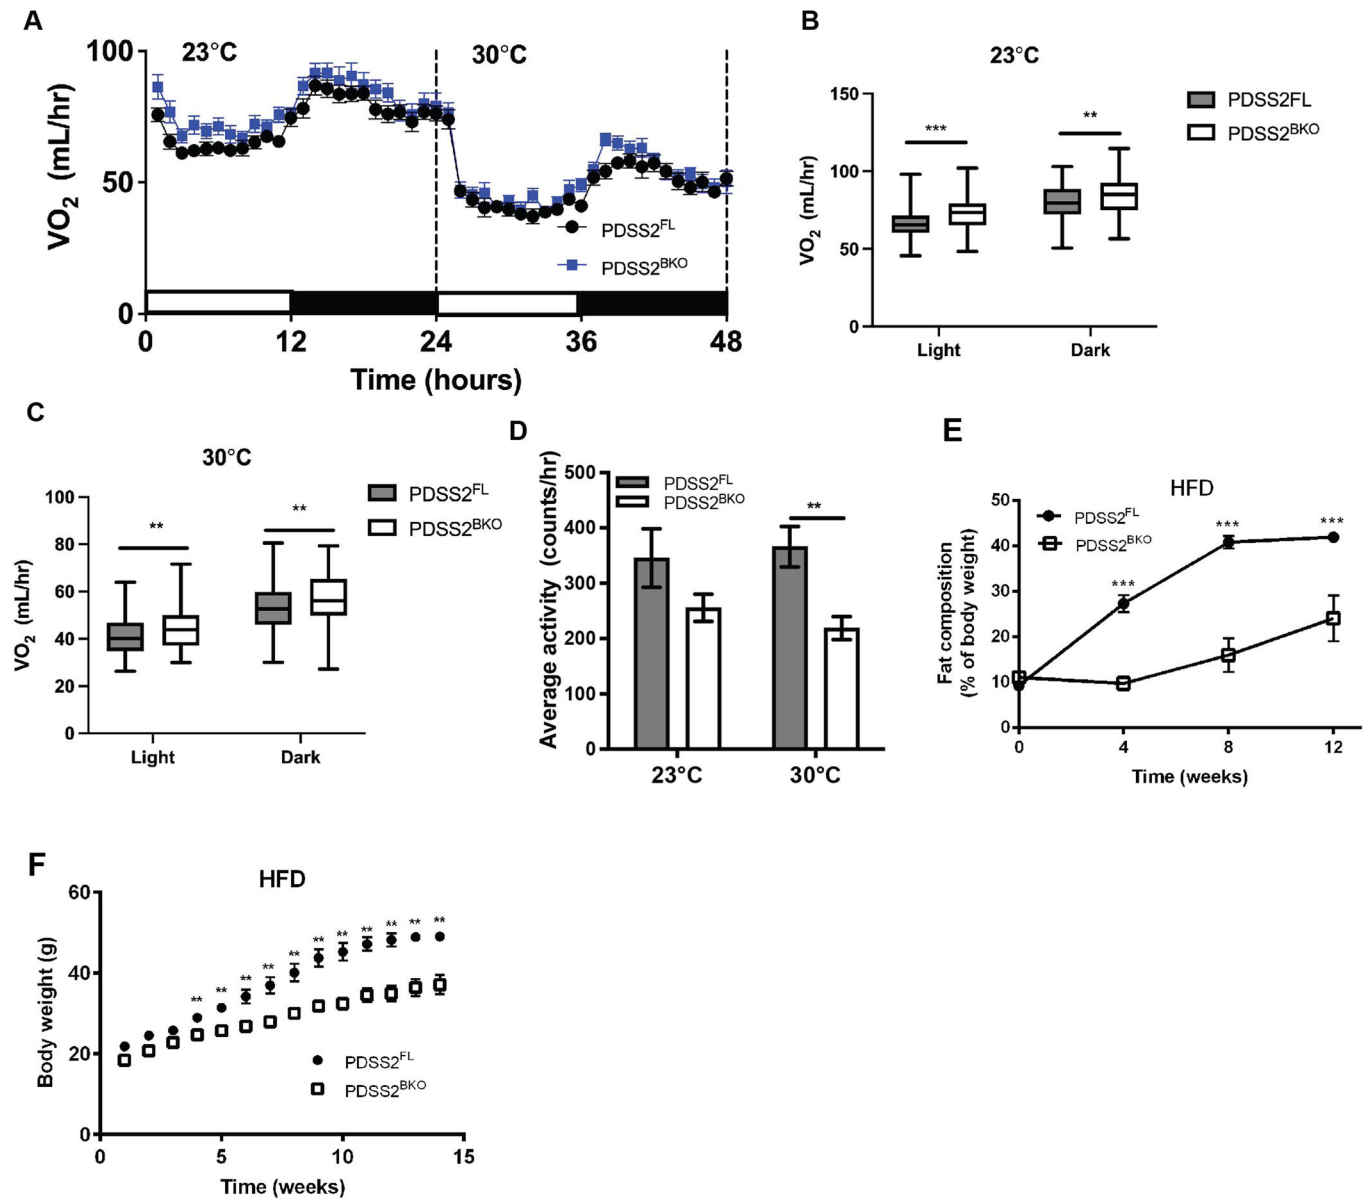 A
23°C
30°C
VO2 (mL/hr)
100
50
0
PDSS2FL
PDSS2BKO
0 12 24 36 48
Time (hours)
B
23°C
VO2 (mL/hr)
150
100
50
0
***
**
PDSS2FL
PDSS2BKO
Light Dark
C
30°C
VO2 (mL/hr)
100
80
60
40
20
0
**
**
PDSS2FL
PDSS2BKO
Light Dark
D
Average activity (counts/hr)
500
400
300
200
100
0
PDSS2FL
PDSS2BKO
**
23°C 30°C
E
HFD
Fat composition
(% of body weight)
50
40
30
20
10
0
PDSS2FL
PDSS2BKO
***
***
***
0 4 8 12
Time (weeks)
F
HFD
Body weight (g)
60
40
20
0
** ** ** ** ** ** ** ** ** ** **
PDSS2FL
PDSS2BKO
0 5 10 15
Time (weeks)